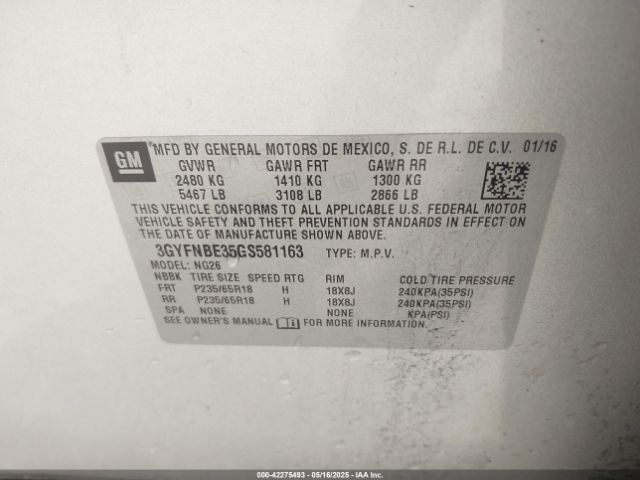 GM
MFD BY GENERAL MOTORS DE MEXICO, S. DE R.L. DE C.V. 01/16
GVWR GAWR FRT GAWR RR
2480 KG 1410 KG 1300 KG
5467 LB 3108 LB 2866 LB
THIS VEHICLE CONFORMS TO ALL APPLICABLE U.S. FEDERAL MOTOR
VEHICLE SAFETY AND THEFT PREVENTION STANDARDS IN EFFECT
ON THE DATE OF MANUFACTURE SHOWN ABOVE.
3GYFNBE35GS581163 TYPE: M.P.V.
MODEL: NG26
NBBK TIRE SIZE SPEED RTG RIM COLD TIRE PRESSURE
FRT P235/65R18 H 18X8J 240KPA(35PSI)
RR P235/65R18 H 18X8J 240KPA(35PSI)
SPA NONE NONE KPA(PSI)
SEE OWNER'S MANUAL FOR MORE INFORMATION.
000-42275493 - 05/16/2025 - IAA Inc.